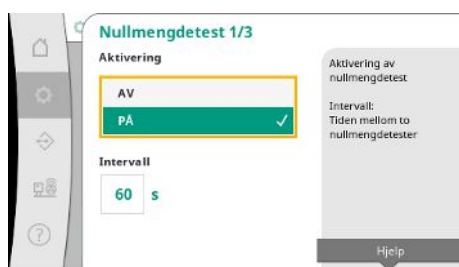 Nullmengdetest 1/3
Aktivering
AV
PÅ
Intervall
60 s
Aktivering av
nullmengdetest
Intervall:
Tiden mellom to
nullmengdetester
Hjelp